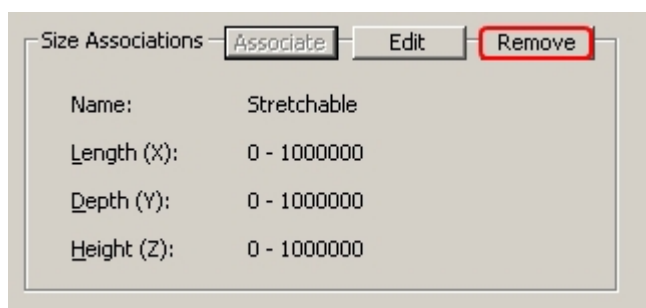 Size Associations Associate Edit Remove
Name: Stretchable
Length (X): 0 - 1000000
Depth (Y): 0 - 1000000
Height (Z): 0 - 1000000